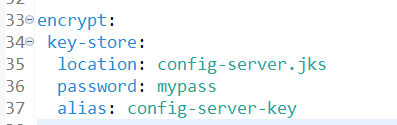 33 encrypt:
34 key-store:
35 location: config-server.jks
36 password: mypass
37 alias: config-server-key